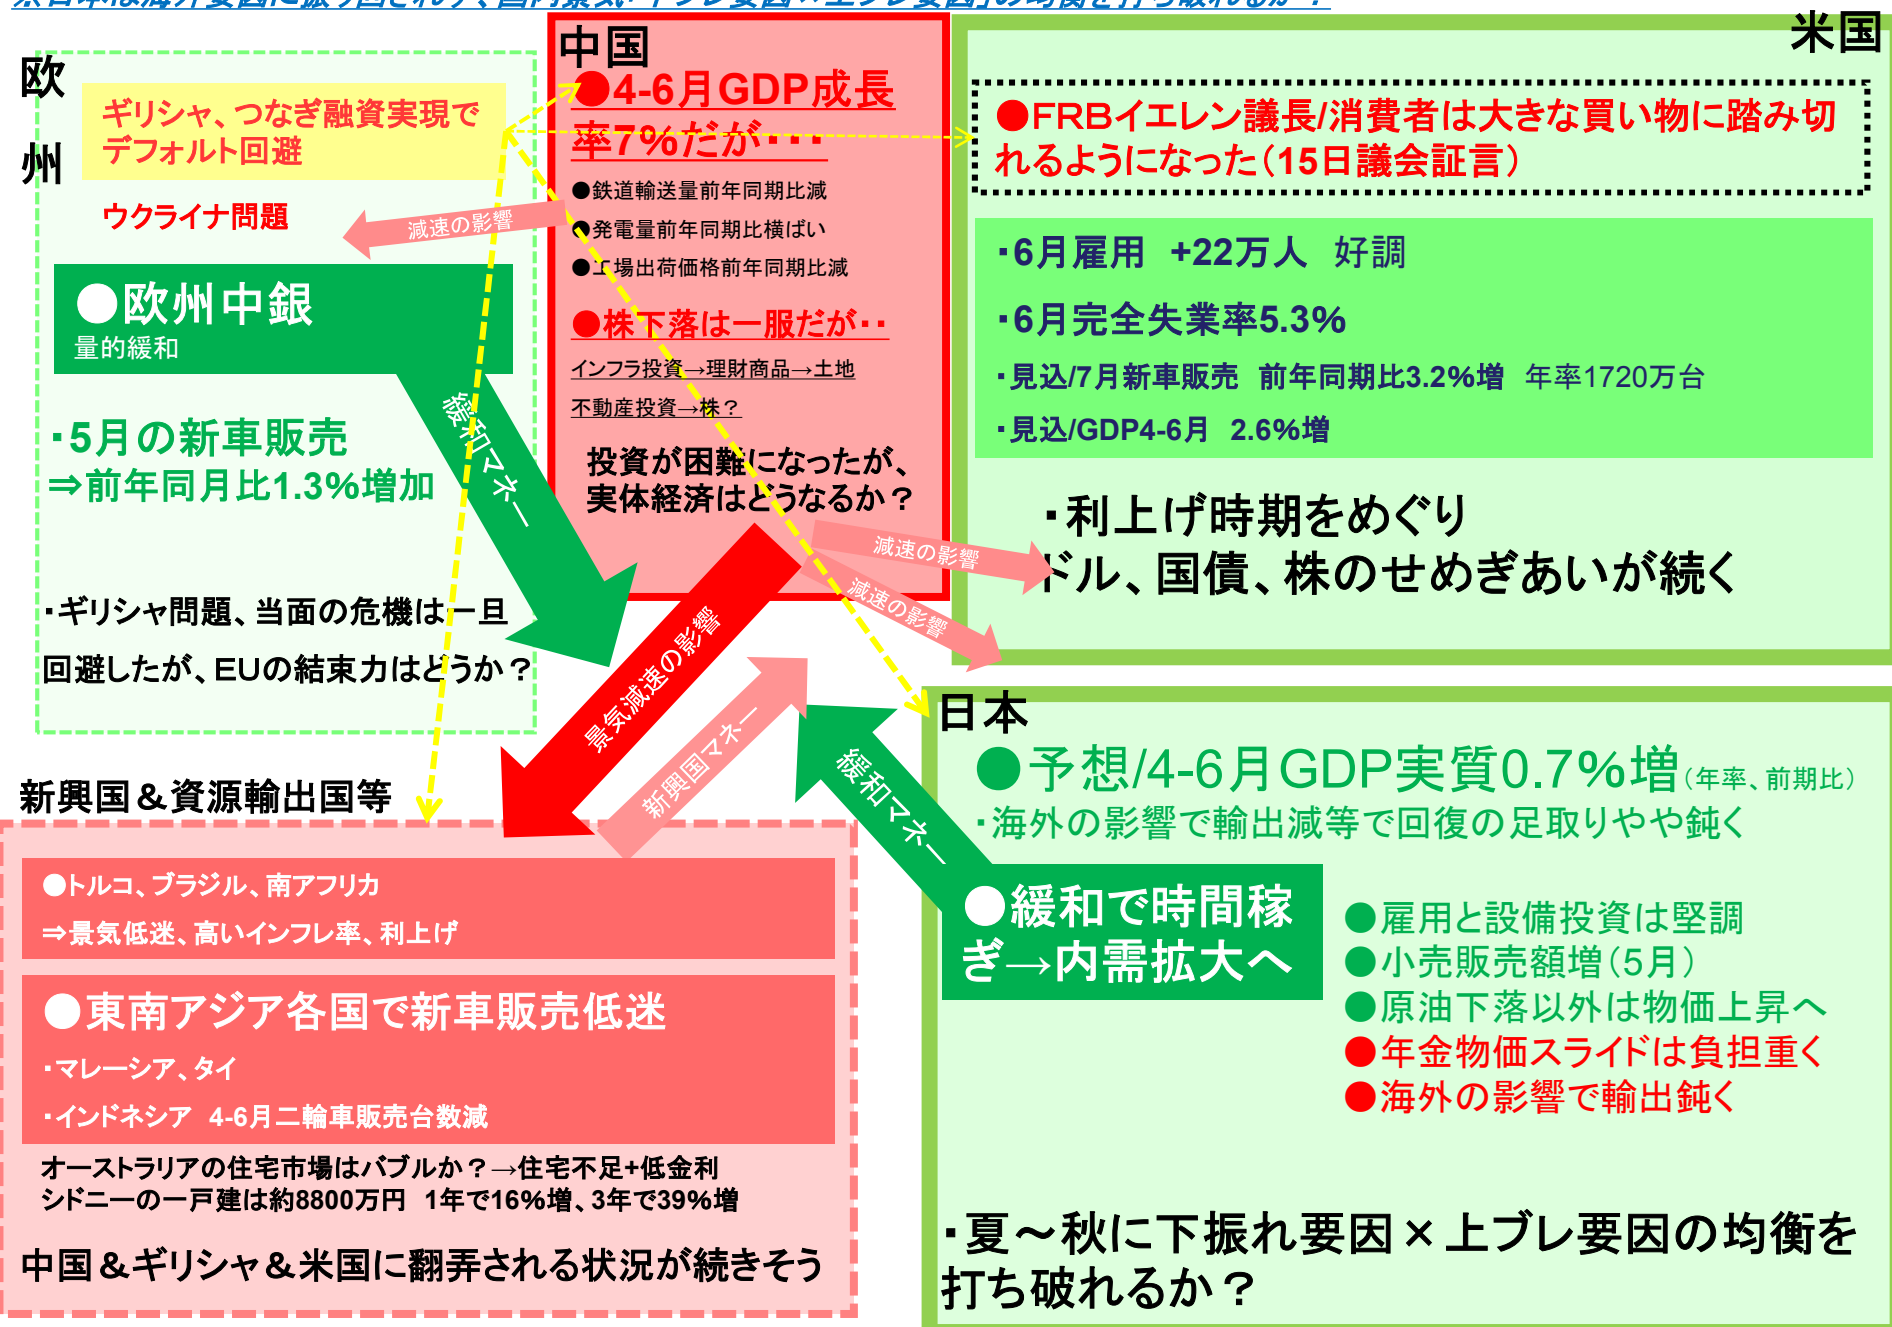 欧州
ギリシャ、つなぎ融資実現で
デフォルト回避
ウクライナ問題
●欧州中銀
量的緩和
・5月の新車販売
⇒前年同月比1.3%増加
・ギリシャ問題、当面の危機は一旦
回避したが、EUの結束力はどうか？
緩和マネー
中国
●4-6月GDP成長
率7%だが・・・
●鉄道輸送量前年同期比減
●発電量前年同期比横ばい
●工場出荷価格前年同期比減
●株下落は一服だが・・
インフラ投資→理財商品→土地
不動産投資→株？
投資が困難になったが、
実体経済はどうなるか？
減速の影響
減速の影響
減速の影響
景気減速の影響
新興国マネー
緩和マネー
米国
●FRBイエレン議長/消費者は大きな買い物に踏み切
れるようになった（15日議会証言）
・6月雇用　+22万人　好調
・6月完全失業率5.3%
・見込/7月新車販売　前年同期比3.2%増　年率1720万台
・見込/GDP4-6月　2.6%増
・利上げ時期をめぐり
ドル、国債、株のせめぎあいが続く
新興国＆資源輸出国等
●トルコ、ブラジル、南アフリカ
⇒景気低迷、高いインフレ率、利上げ
●東南アジア各国で新車販売低迷
・マレーシア、タイ
・インドネシア　4-6月二輪車販売台数減
オーストラリアの住宅市場はバブルか？→住宅不足+低金利
シドニーの一戸建は約8800万円　1年で16%増、3年で39%増
中国＆ギリシャ＆米国に翻弄される状況が続きそう
日本
●予想/4-6月GDP実質0.7%増（年率、前期比）
・海外の影響で輸出減等で回復の足取りやや鈍く
●緩和で時間稼
ぎ→内需拡大へ
●雇用と設備投資は堅調
●小売販売額増（5月）
●原油下落以外は物価上昇へ
●年金物価スライドは負担重く
●海外の影響で輸出鈍く
・夏～秋に下振れ要因×上ブレ要因の均衡を
打ち破れるか？